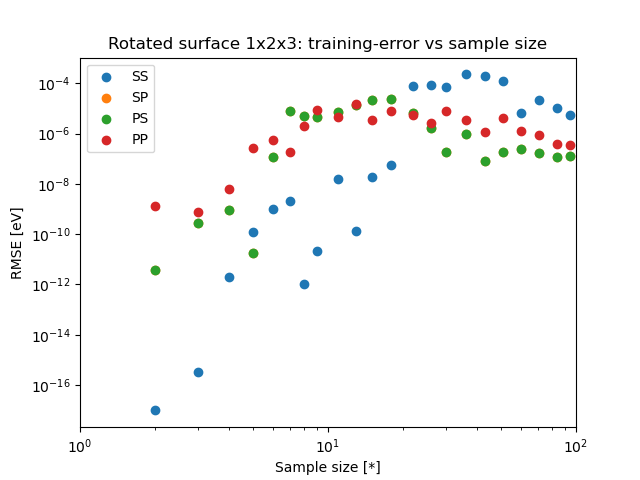 Rotated surface 1x2x3: training-error vs sample size
SS
SP
PS
PP
RMSE [eV]
10⁻⁴
10⁻⁶
10⁻⁸
10⁻¹⁰
10⁻¹²
10⁻¹⁴
10⁻¹⁶
10⁰
10¹
10²
Sample size [*]